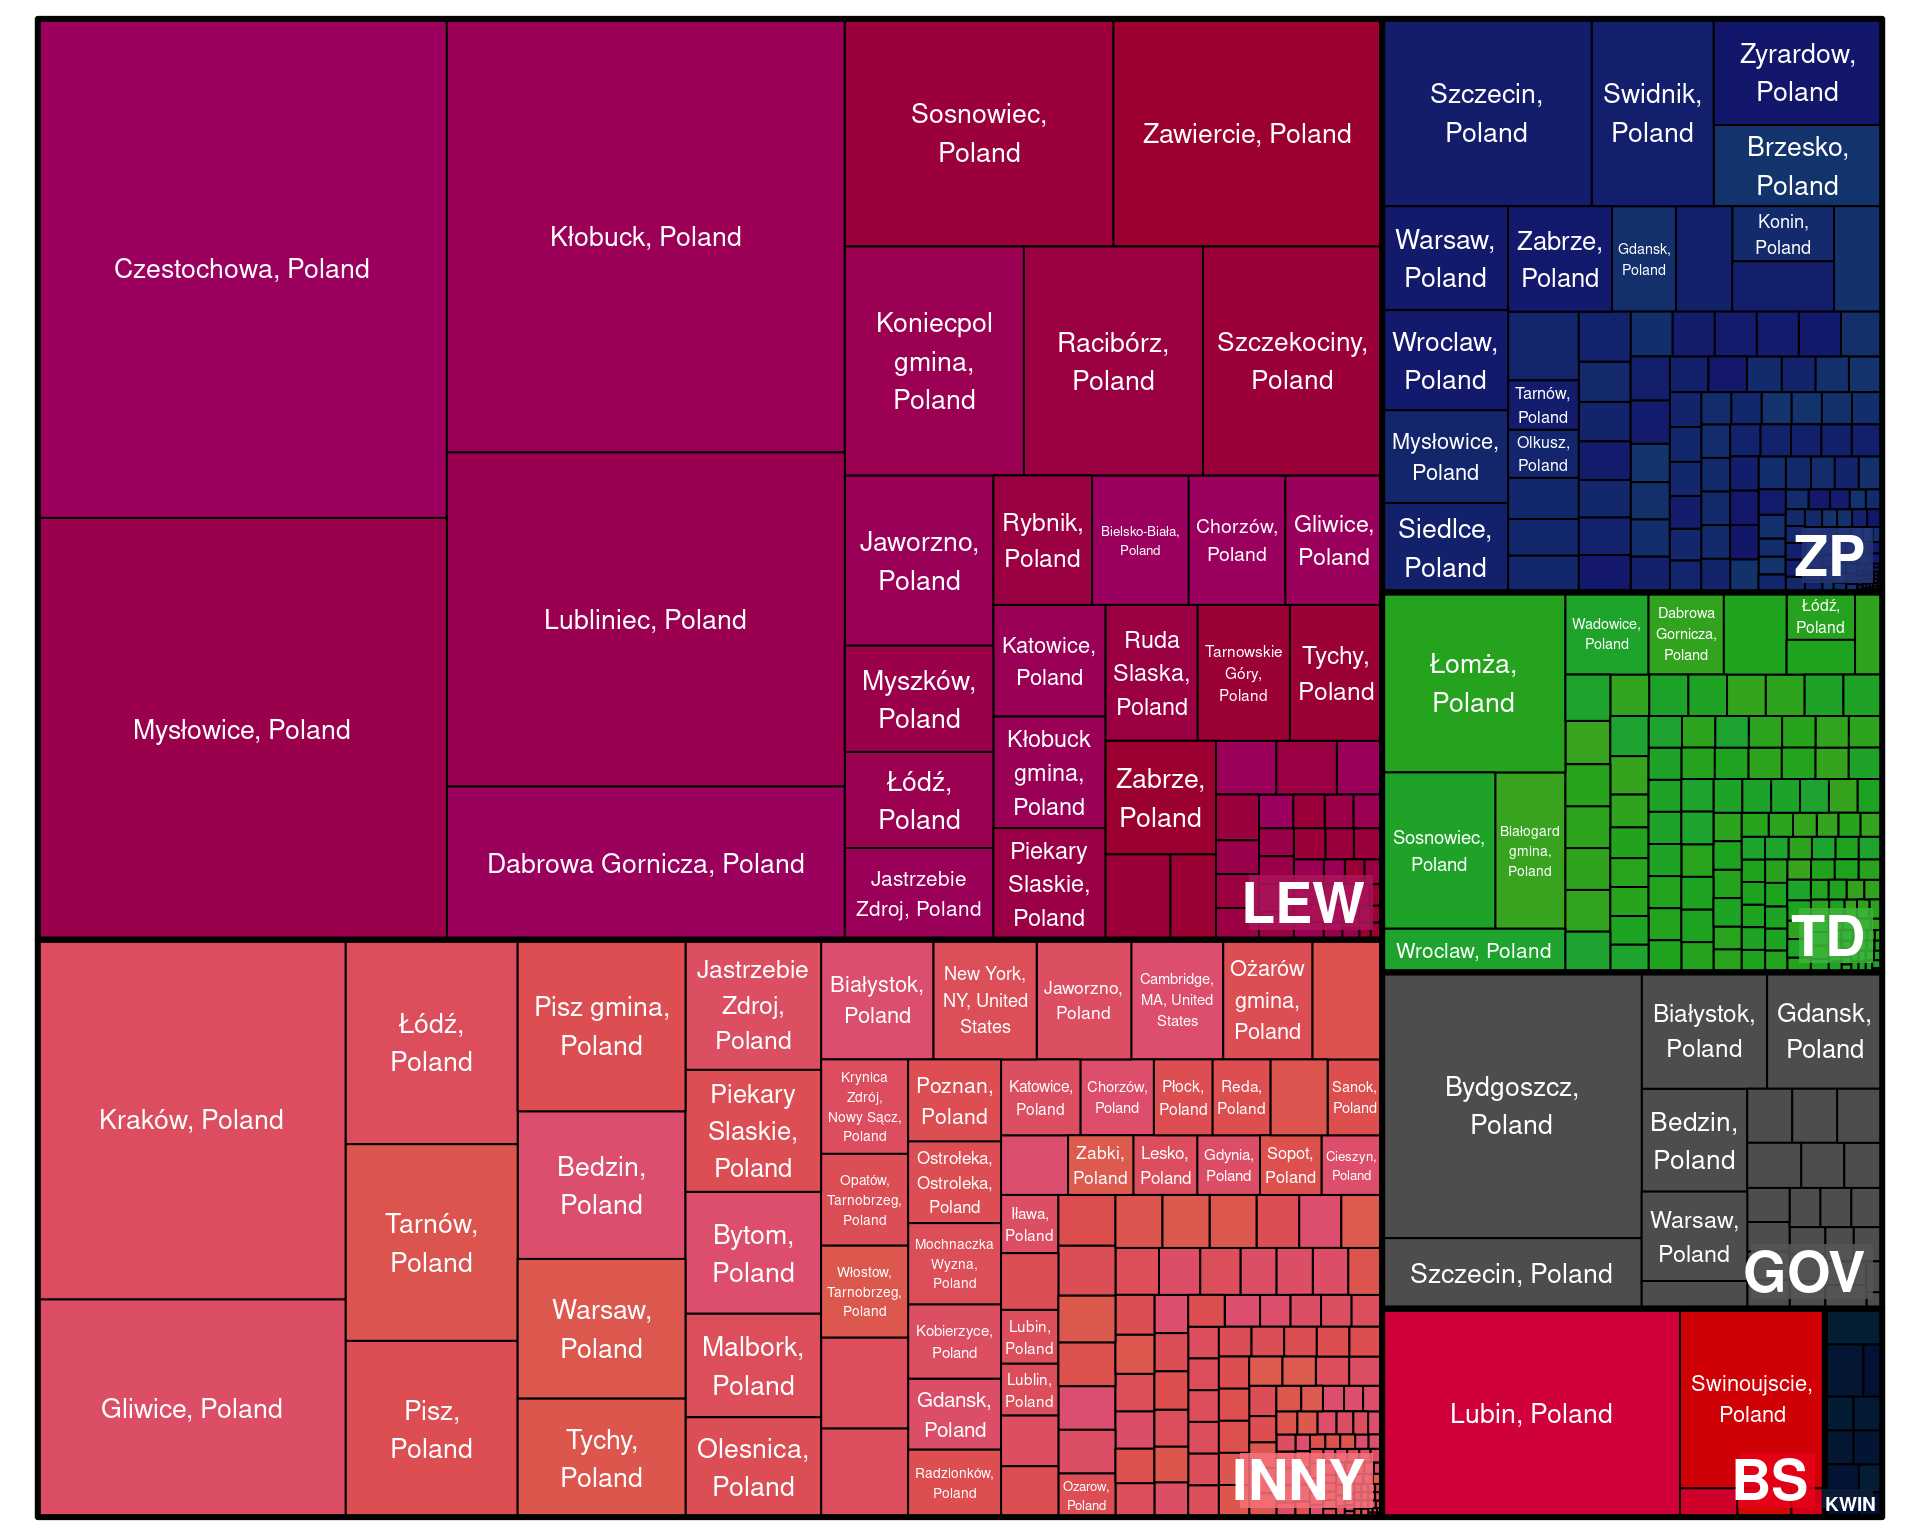 Czestochowa, Poland
Mysłowice, Poland
Kłobuck, Poland
Lubliniec, Poland
Dabrowa Gornicza, Poland
Sosnowiec,
Poland
Zawiercie, Poland
Koniecpol
gmina,
Poland
Racibórz,
Poland
Szczekociny,
Poland
Jaworzno,
Poland
Myszków,
Poland
Łódź,
Poland
Jastrzebie
Zdroj, Poland
Rybnik,
Poland
Bielsko-Biała,
Poland
Chorzów,
Poland
Gliwice,
Poland
Katowice,
Poland
Kłobuck
gmina,
Poland
Piekary
Slaskie,
Poland
Ruda
Slaska,
Poland
Tarnowskie
Góry,
Poland
Tychy,
Poland
Zabrze,
Poland
LEW
Szczecin,
Poland
Swidnik,
Poland
Zyrardow,
Poland
Brzesko,
Poland
Warsaw,
Poland
Zabrze,
Poland
Gdansk,
Poland
Konin,
Poland
Wroclaw,
Poland
Mysłowice,
Poland
Siedlce,
Poland
Tarnów,
Poland
Olkusz,
Poland
ZP
Łomża,
Poland
Wadowice,
Poland
Dabrowa
Gornicza,
Poland
Łódź,
Poland
Sosnowiec,
Poland
Białogard
gmina,
Poland
Wroclaw, Poland
TD
Bydgoszcz,
Poland
Szczecin, Poland
Białystok,
Poland
Gdansk,
Poland
Bedzin,
Poland
Warsaw,
Poland
GOV
Lubin, Poland
Swinoujscie,
Poland
BS
KWIN
Kraków, Poland
Gliwice, Poland
Łódź,
Poland
Tarnów,
Poland
Pisz,
Poland
Pisz gmina,
Poland
Bedzin,
Poland
Warsaw,
Poland
Tychy,
Poland
Jastrzebie
Zdroj,
Poland
Piekary
Slaskie,
Poland
Bytom,
Poland
Malbork,
Poland
Olesnica,
Poland
Białystok,
Poland
New York,
NY, United
States
Jaworzno,
Poland
Cambridge,
MA, United
States
Ożarów
gmina,
Poland
Krynica
Zdrój,
Nowy Sącz,
Poland
Opatów,
Tarnobrzeg,
Poland
Włostow,
Tarnobrzeg,
Poland
Poznan,
Poland
Ostrołeka,
Ostroleka,
Poland
Mochnaczka
Wyzna,
Poland
Kobierzyce,
Poland
Gdansk,
Poland
Radzionków,
Poland
Katowice,
Poland
Chorzów,
Poland
Płock,
Poland
Reda,
Poland
Sanok,
Poland
Zabki,
Poland
Lesko,
Poland
Gdynia,
Poland
Sopot,
Poland
Cieszyn,
Poland
Iława,
Poland
Lubin,
Poland
Lublin,
Poland
Ozarow,
Poland
INNY